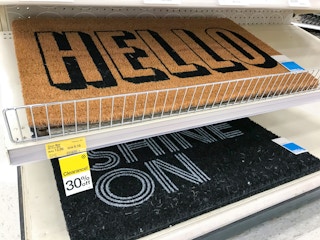 HELLO
SHINE
ON
Clearance
30% off